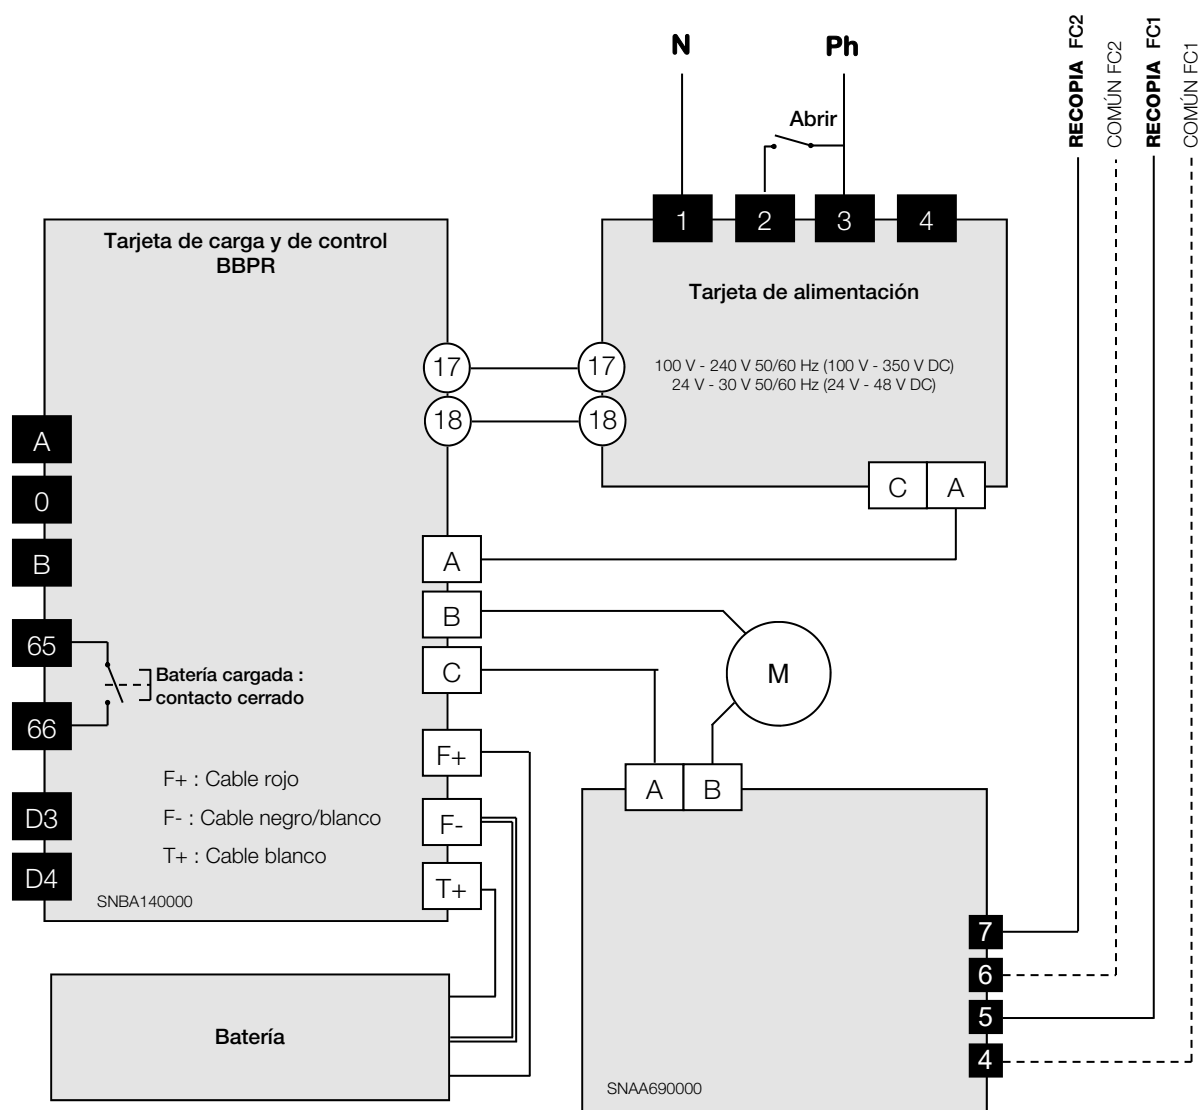 N
Ph
RECOPIA FC2
COMÚN FC2
RECOPIA FC1
COMÚN FC1
Abrir
1
2
3
4
Tarjeta de carga y de control
BBPR
Tarjeta de alimentación
100 V - 240 V 50/60 Hz (100 V - 350 V DC)
24 V - 30 V 50/60 Hz (24 V - 48 V DC)
17
17
18
18
C
A
A
0
B
65
66
D3
D4
A
B
C
F+
F-
T+
Batería cargada :
contacto cerrado
F+ : Cable rojo
F- : Cable negro/blanco
T+ : Cable blanco
SNBA140000
M
A
B
7
6
5
4
SNAA690000
Batería